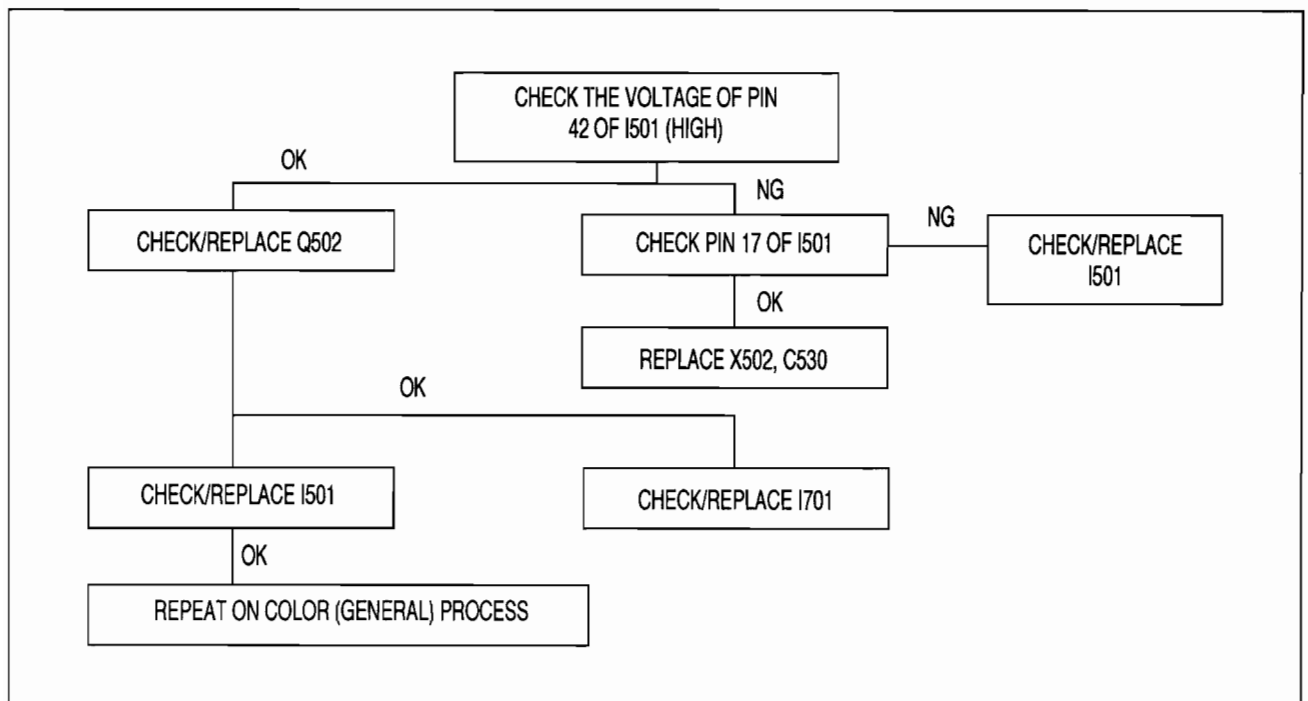 CHECK THE VOLTAGE OF PIN
42 OF I501 (HIGH)
OK
NG
CHECK/REPLACE Q502
CHECK PIN 17 OF I501
NG
CHECK/REPLACE
I501
OK
REPLACE X502, C530
OK
CHECK/REPLACE I501
CHECK/REPLACE I701
OK
REPEAT ON COLOR (GENERAL) PROCESS